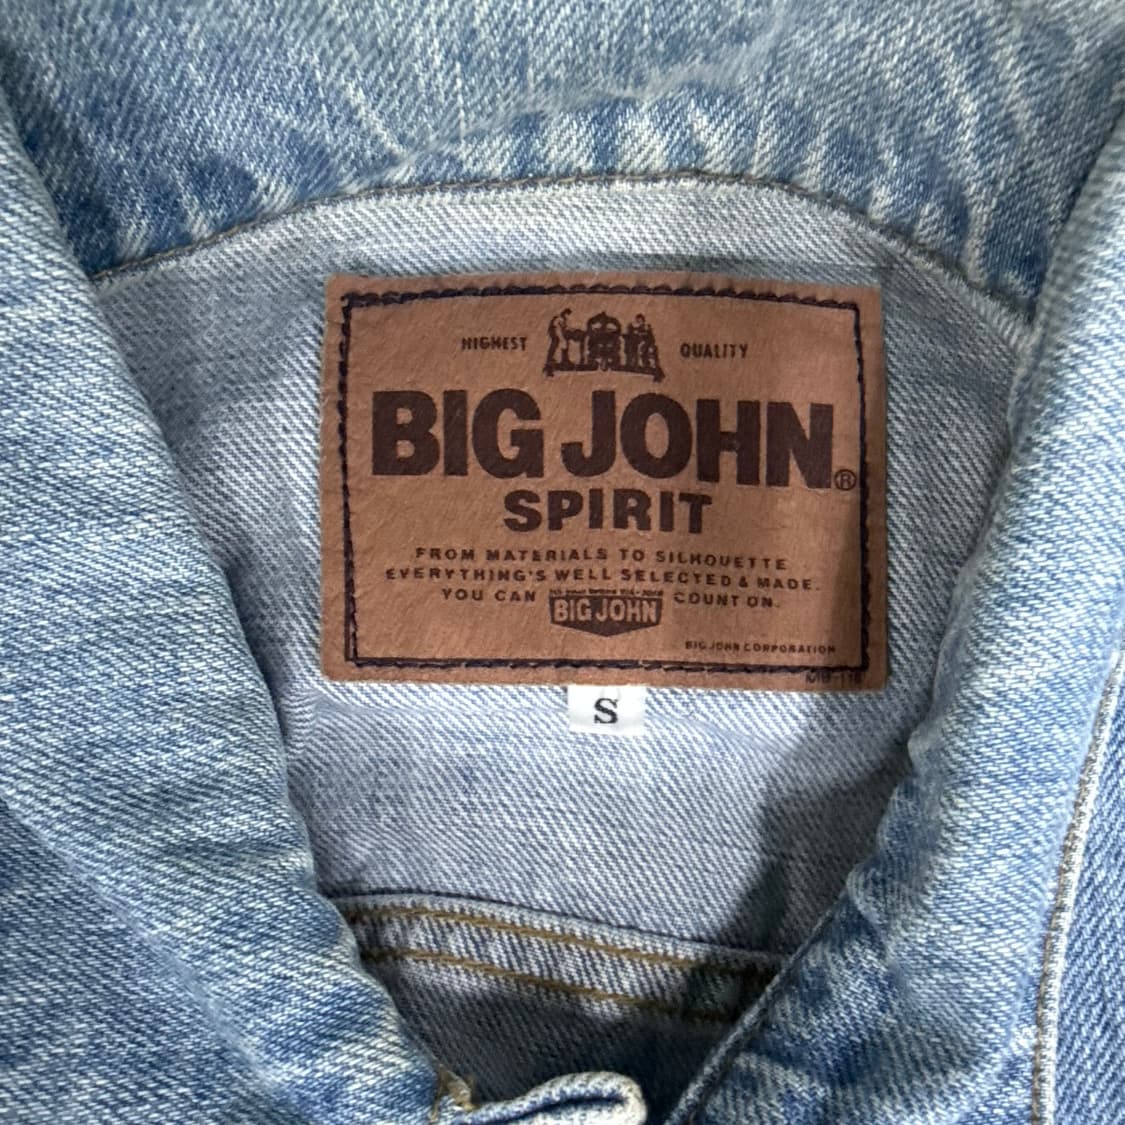 HIGHEST QUALITY
BIG JOHN®
SPIRIT
FROM MATERIALS TO SILHOUETTE
EVERYTHING'S WELL SELECTED & MADE.
YOU CAN BIG JOHN COUNT ON.
BIG JOHN CORPORATION
S